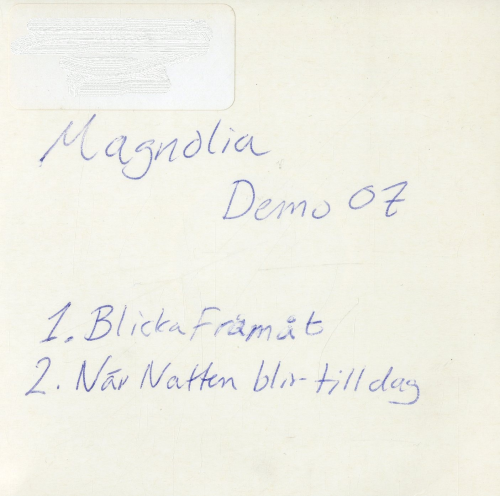 Magnolia
Demo 07
1. Blicka Framåt
2. När Natten blir till dag